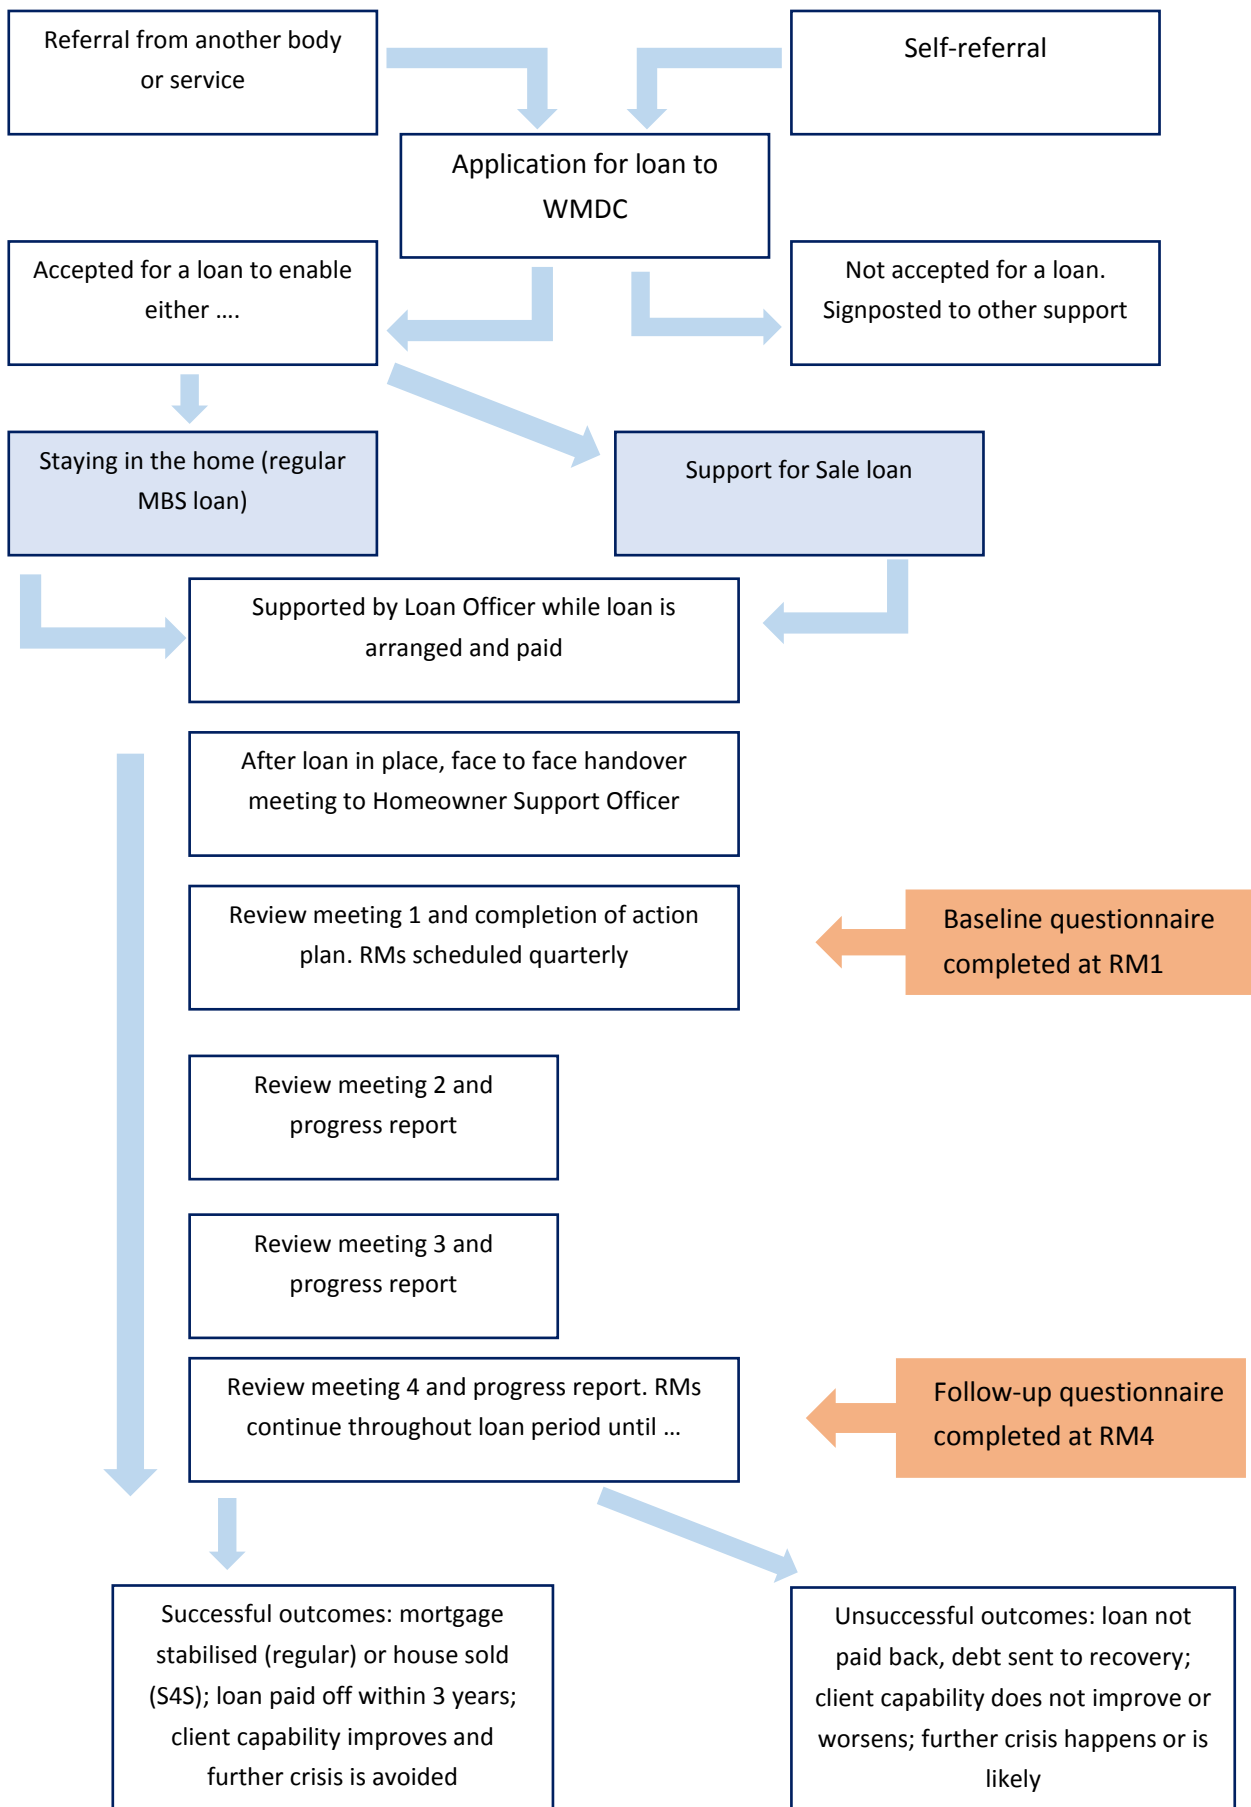 Referral from another body
or service
Self-referral
Application for loan to
WMDC
Accepted for a loan to enable
either ….
Not accepted for a loan.
Signposted to other support
Staying in the home (regular
MBS loan)
Support for Sale loan
Supported by Loan Officer while loan is
arranged and paid
After loan in place, face to face handover
meeting to Homeowner Support Officer
Review meeting 1 and completion of action
plan. RMs scheduled quarterly
Baseline questionnaire
completed at RM1
Review meeting 2 and
progress report
Review meeting 3 and
progress report
Review meeting 4 and progress report. RMs
continue throughout loan period until …
Follow-up questionnaire
completed at RM4
Successful outcomes: mortgage
stabilised (regular) or house sold
(S4S); loan paid off within 3 years;
client capability improves and
further crisis is avoided
Unsuccessful outcomes: loan not
paid back, debt sent to recovery;
client capability does not improve or
worsens; further crisis happens or is
likely